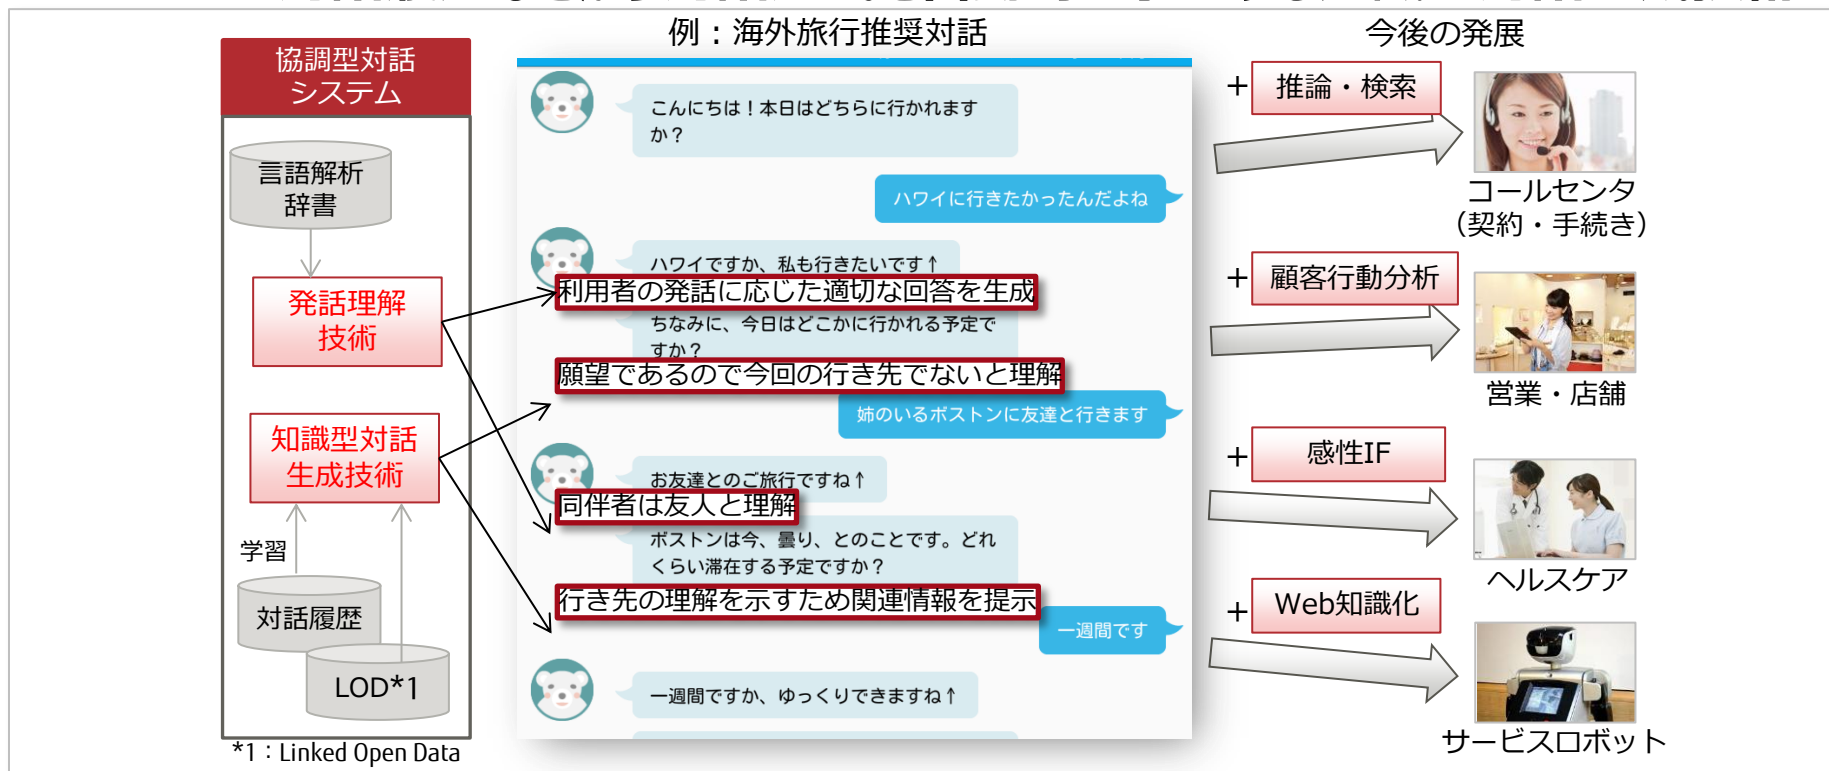 例：海外旅行推奨対話
今後の発展
協調型対話
システム
言語解析
辞書
発話理解
技術
知識型対話
生成技術
学習
対話履歴
LOD*1
*1：Linked Open Data
こんにちは！本日はどちらに行かれます
か？
ハワイに行きたかったんだよね
ハワイですか、私も行きたいです↑
利用者の発話に応じた適切な回答を生成
ちなみに、今日はどこかに行かれる予定で
すか？
願望であるので今回の行き先でないと理解
姉のいるボストンに友達と行きます
お友達とのご旅行ですね↑
同伴者は友人と理解
ボストンは今、曇り、とのことです。どれ
くらい滞在する予定ですか？
行き先の理解を示すため関連情報を提示
一週間です
一週間ですか、ゆっくりできますね↑
+ 推論・検索
コールセンタ
（契約・手続き）
+ 顧客行動分析
営業・店舗
+ 感性IF
ヘルスケア
+ Web知識化
サービスロボット